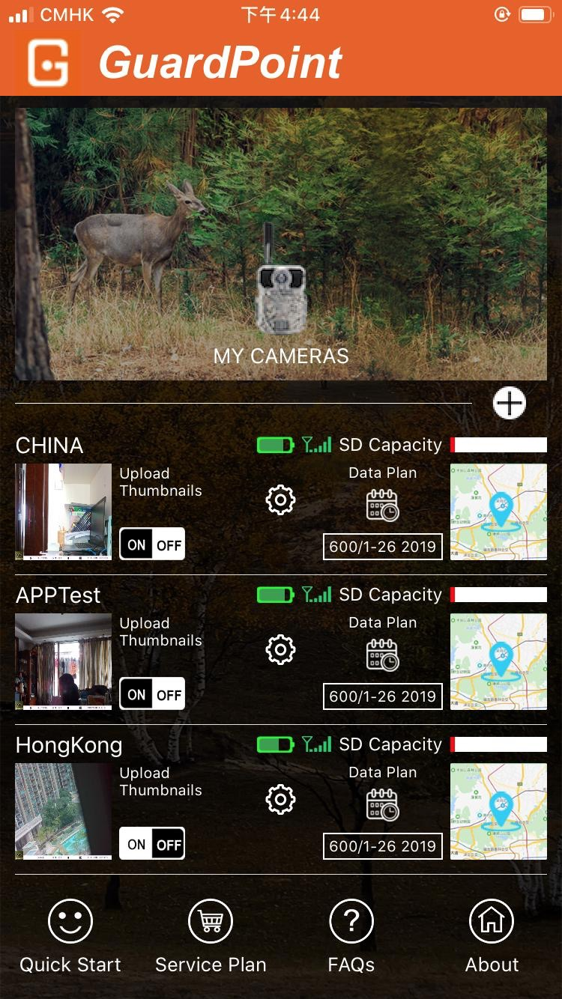 CMHK
下午4:44
GuardPoint
MY CAMERAS
CHINA
SD Capacity
Upload
Thumbnails
Data Plan
ON OFF
600/1-26 2019
APPTest
SD Capacity
Upload
Thumbnails
Data Plan
ON OFF
600/1-26 2019
HongKong
SD Capacity
Upload
Thumbnails
Data Plan
ON OFF
600/1-26 2019
Quick Start
Service Plan
FAQs
About